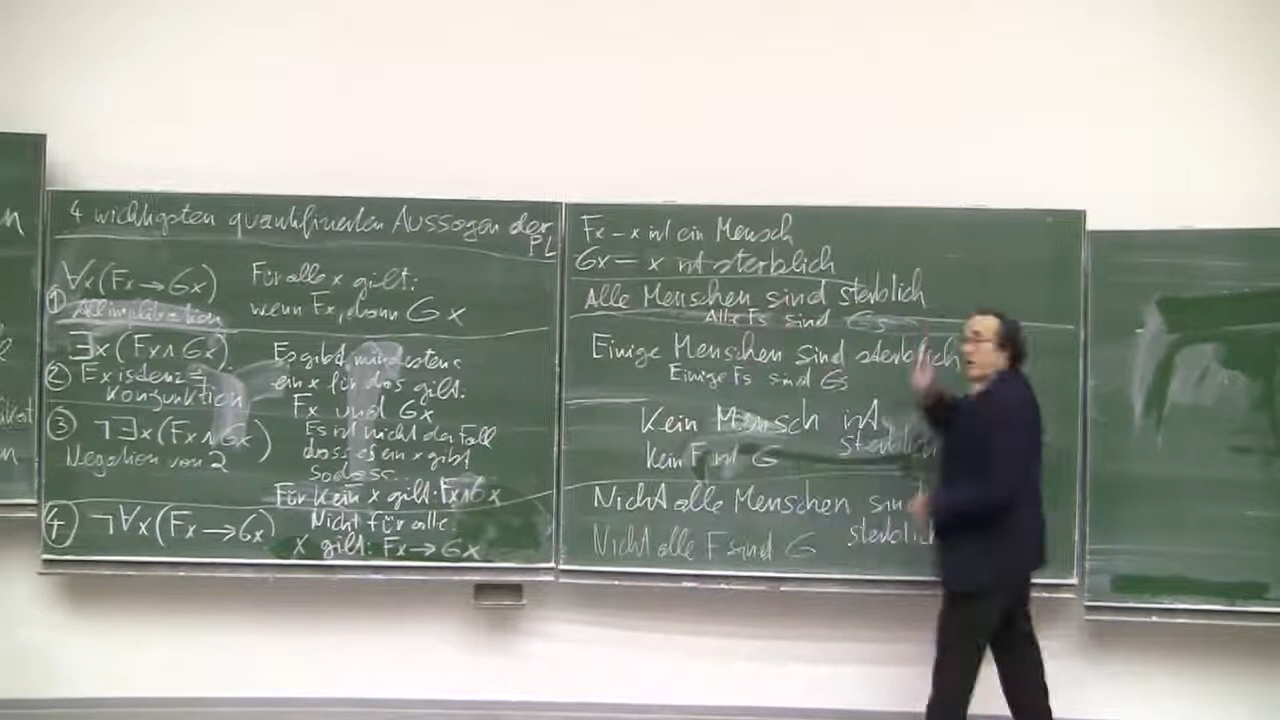 4 wichtigsten quantifizierten Aussagen der
PL
∀x(Fx→Gx)
Für alle x gilt:
wenn Fx, dann Gx
① Allimplikation
∃x(Fx∧Gx)
② Existenz=
konjunktion
Es gibt mindestens
ein x für das gilt:
Fx und Gx
③ ¬∃x(Fx∧Gx)
Negation von 2
Es ist nicht der Fall
dass es ein x gibt
sodass
Für kein x gilt: Fx∧Gx
④ ¬∀x(Fx→Gx)
Nicht für alle
x gilt: Fx→Gx
Fx – x ist ein Mensch
Gx – x ist sterblich
Alle Menschen sind sterblich
Alle Fs sind Gs
Einige Menschen sind sterblich
Einige Fs sind Gs
Kein Mensch ist
sterblich
Kein F ist G
Nicht alle Menschen sind
sterblich
Nicht alle F sind G